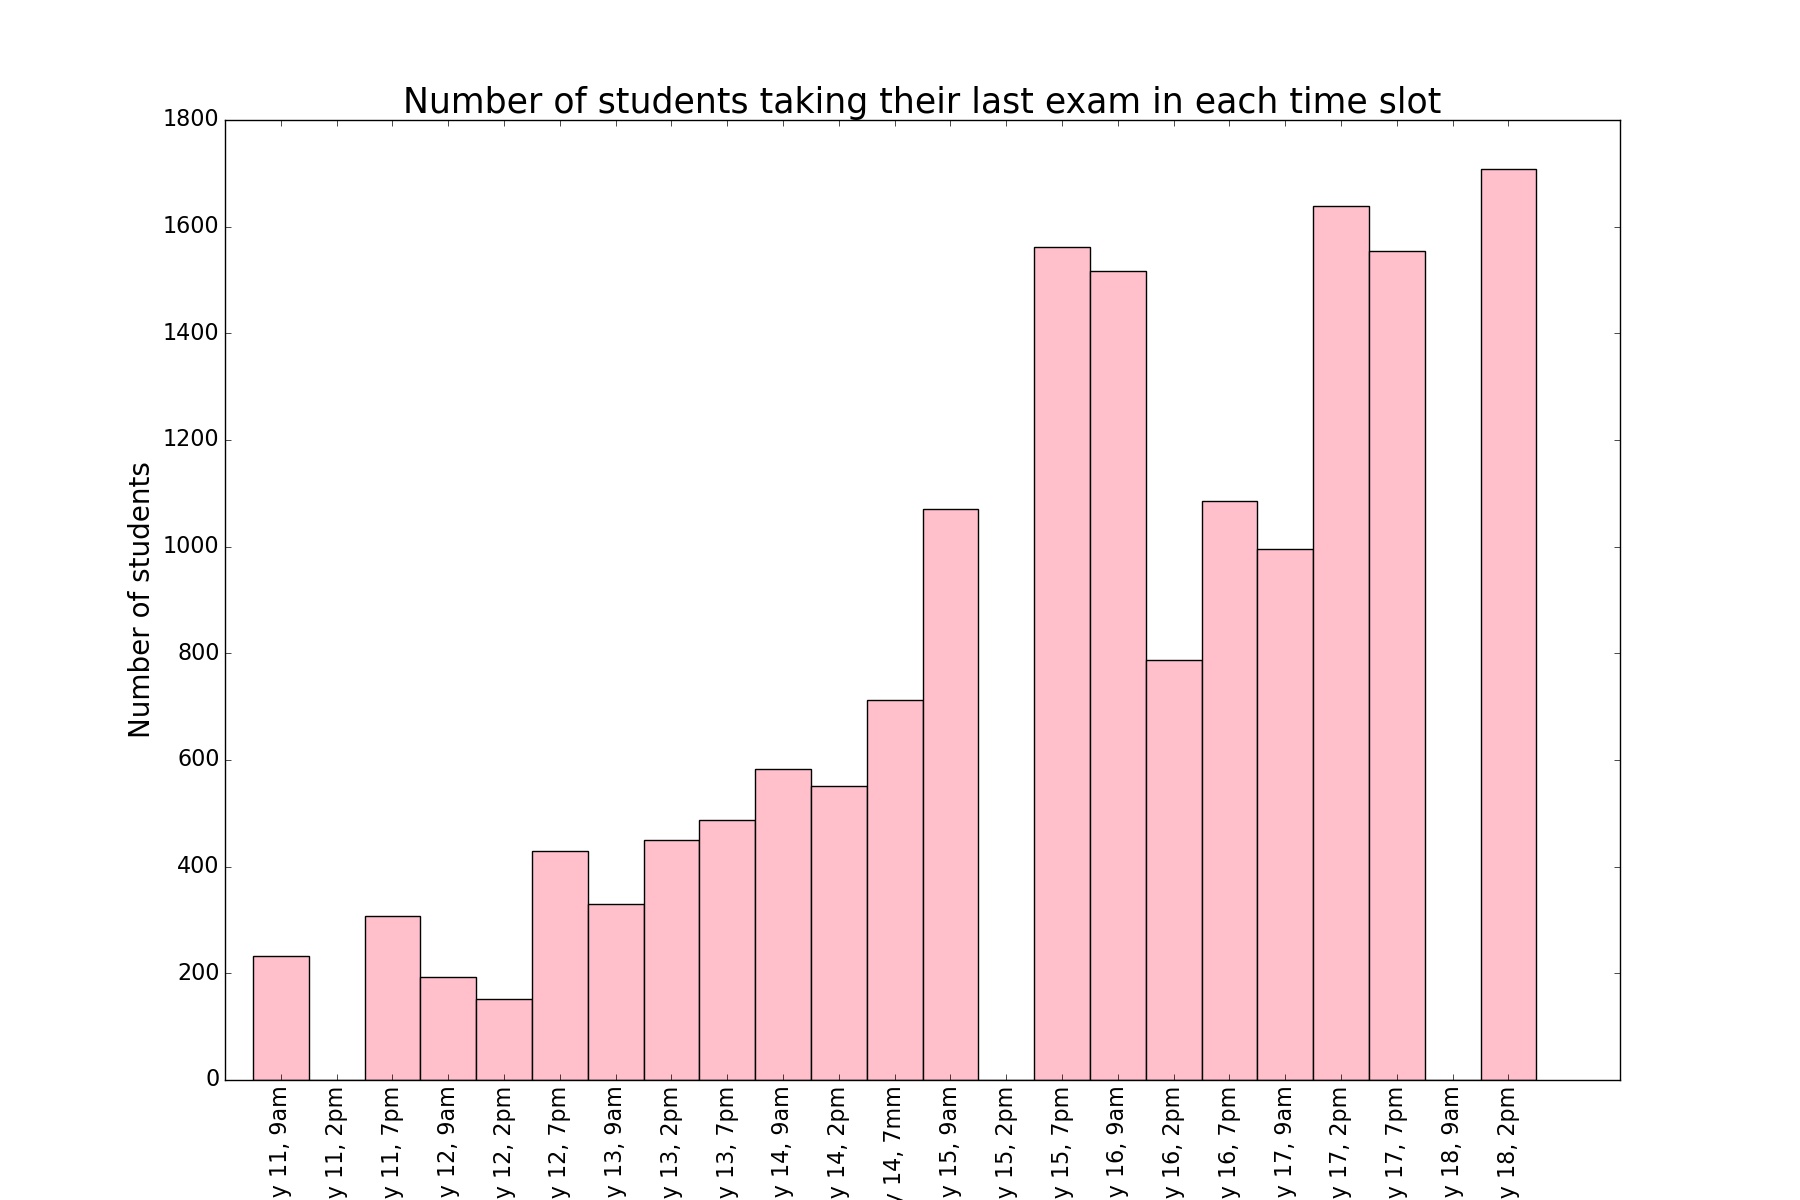 Number of students taking their last exam in each time slot
Number of students
1800
1600
1400
1200
1000
800
600
400
200
0
y 11, 9am
y 11, 2pm
y 11, 7pm
y 12, 9am
y 12, 2pm
y 12, 7pm
y 13, 9am
y 13, 2pm
y 13, 7pm
y 14, 9am
y 14, 2pm
y 14, 7mm
y 15, 9am
y 15, 2pm
y 15, 7pm
y 16, 9am
y 16, 2pm
y 16, 7pm
y 17, 9am
y 17, 2pm
y 17, 7pm
y 18, 9am
y 18, 2pm